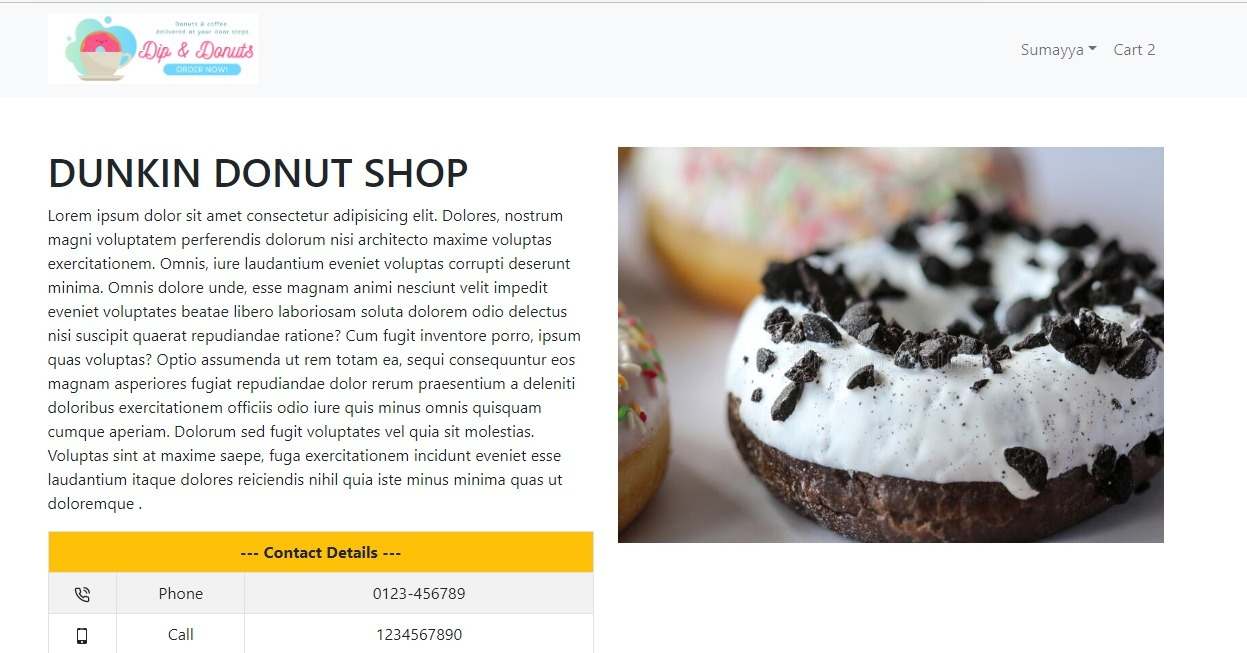 Donuts & coffee
delivered at your door steps
Dip & Donuts
ORDER NOW!
Sumayya Cart 2
DUNKIN DONUT SHOP
Lorem ipsum dolor sit amet consectetur adipisicing elit. Dolores, nostrum
magni voluptatem perferendis dolorum nisi architecto maxime voluptas
exercitationem. Omnis, iure laudantium eveniet voluptas corrupti deserunt
minima. Omnis dolore unde, esse magnam animi nesciunt velit impedit
eveniet voluptates beatae libero laboriosam soluta dolorem odio delectus
nisi suscipit quaerat repudiandae ratione? Cum fugit inventore porro, ipsum
quas voluptas? Optio assumenda ut rem totam ea, sequi consequuntur eos
magnam asperiores fugiat repudiandae dolor rerum praesentium a deleniti
doloribus exercitationem officiis odio iure quis minus omnis quisquam
cumque aperiam. Dolorum sed fugit voluptates vel quia sit molestias.
Voluptas sint at maxime saepe, fuga exercitationem incidunt eveniet esse
laudantium itaque dolores reiciendis nihil quia iste minus minima quas ut
doloremque .
--- Contact Details ---
Phone 0123-456789
Call 1234567890